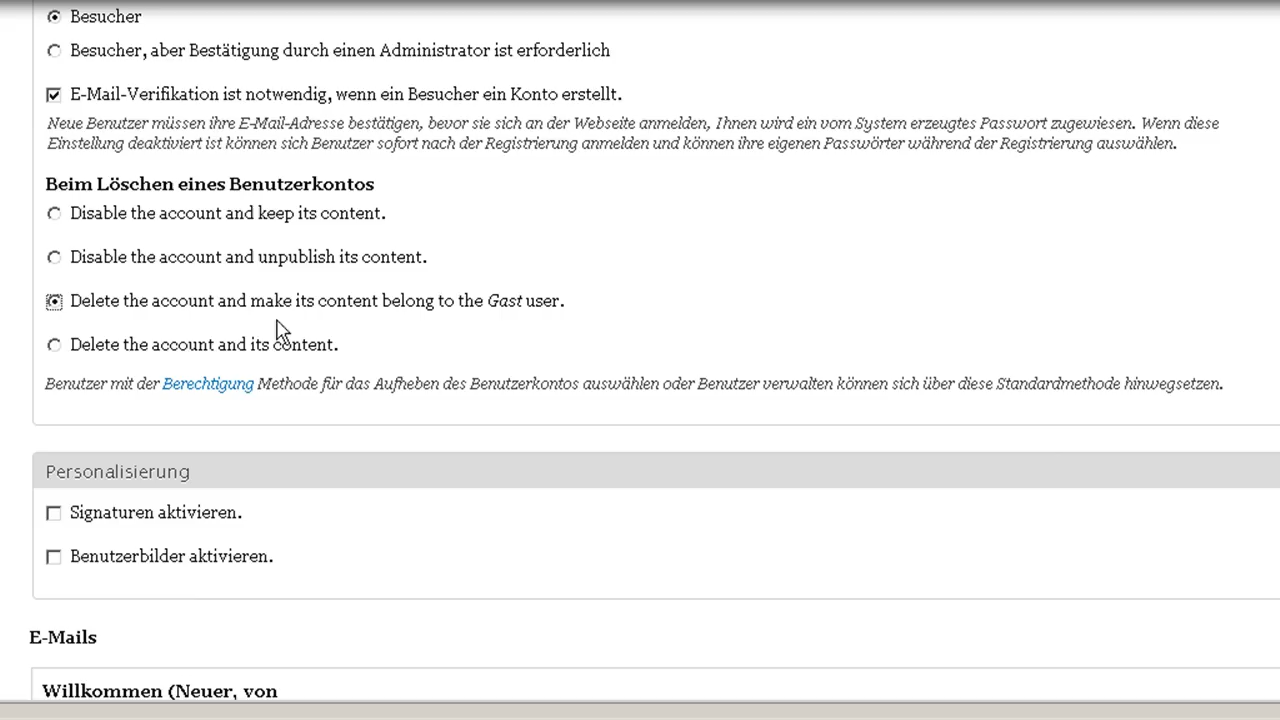 Besucher
Besucher, aber Bestätigung durch einen Administrator ist erforderlich
E-Mail-Verifikation ist notwendig, wenn ein Besucher ein Konto erstellt.
Neue Benutzer müssen ihre E-Mail-Adresse bestätigen, bevor sie sich an der Webseite anmelden, Ihnen wird ein vom System erzeugtes Passwort zugewiesen. Wenn diese
Einstellung deaktiviert ist können sich Benutzer sofort nach der Registrierung anmelden und können ihre eigenen Passwörter während der Registrierung auswählen.
Beim Löschen eines Benutzerkontos
Disable the account and keep its content.
Disable the account and unpublish its content.
Delete the account and make its content belong to the Gast user.
Delete the account and its content.
Benutzer mit der Berechtigung Methode für das Aufheben des Benutzerkontos auswählen oder Benutzer verwalten können sich über diese Standardmethode hinwegsetzen.
Personalisierung
Signaturen aktivieren.
Benutzerbilder aktivieren.
E-Mails
Willkommen (Neuer, von